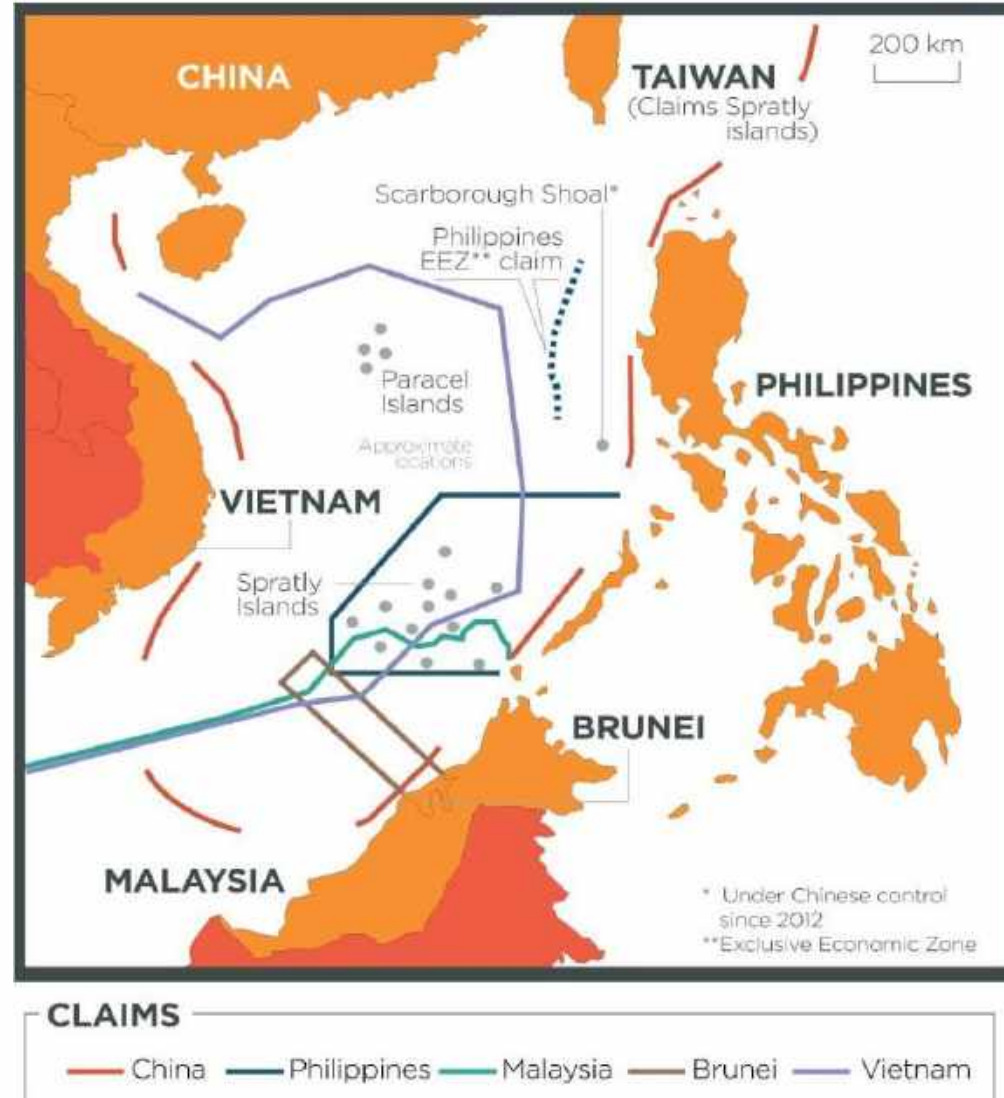 CHINA
200 km
TAIWAN
(Claims Spratly
islands)
Scarborough Shoal*
Philippines
EEZ** claim
Paracel
Islands
PHILIPPINES
Approximate
locations
VIETNAM
Spratly
Islands
BRUNEI
MALAYSIA
* Under Chinese control
since 2012
**Exclusive Economic Zone
CLAIMS
China Philippines Malaysia Brunei Vietnam